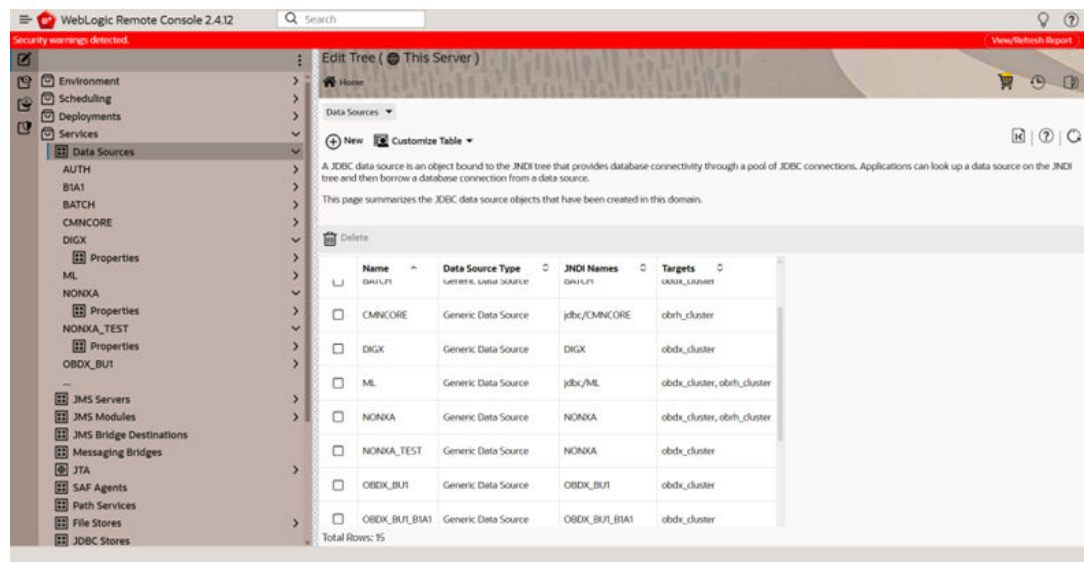 WebLogic Remote Console 2.4.12
Search
Security warnings detected.
View/Refresh Report
Edit Tree ( This Server )
Home
Environment
Scheduling
Deployments
Services
Data Sources
AUTH
B1A1
BATCH
CMNCORE
DIGX
Properties
ML
NONXA
Properties
NONXA_TEST
Properties
OBDX_BU1
...
JMS Servers
JMS Modules
JMS Bridge Destinations
Messaging Bridges
JTA
SAF Agents
Path Services
File Stores
JDBC Stores
Data Sources
New Customize Table
A JDBC data source is an object bound to the JNDI tree that provides database connectivity through a pool of JDBC connections. Applications can look up a data source on the JNDI
tree and then borrow a database connection from a data source.
This page summarizes the JDBC data source objects that have been created in this domain.
Delete
Name Data Source Type JNDI Names Targets
BATCH Generic Data Source BATCH obdx_cluster
CMNCORE Generic Data Source jdbc/CMNCORE obrh_cluster
DIGX Generic Data Source DIGX obdx_cluster
ML Generic Data Source jdbc/ML obdx_cluster, obrh_cluster
NONXA Generic Data Source NONXA obdx_cluster, obrh_cluster
NONXA_TEST Generic Data Source NONXA obdx_cluster
OBDX_BU1 Generic Data Source OBDX_BU1 obdx_cluster
OBDX_BU1_B1A1 Generic Data Source OBDX_BU1_B1A1 obdx_cluster
Total Rows: 15